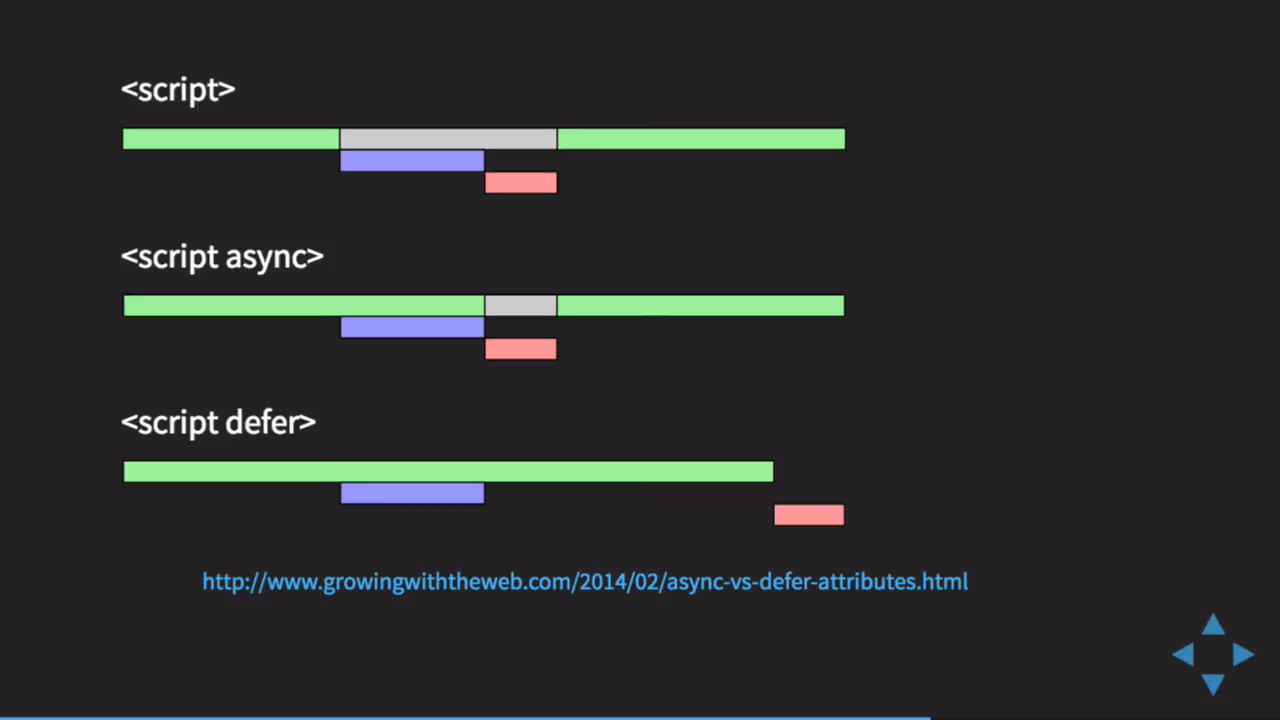 <script>
<script async>
<script defer>
http://www.growingwiththeweb.com/2014/02/async-vs-defer-attributes.html